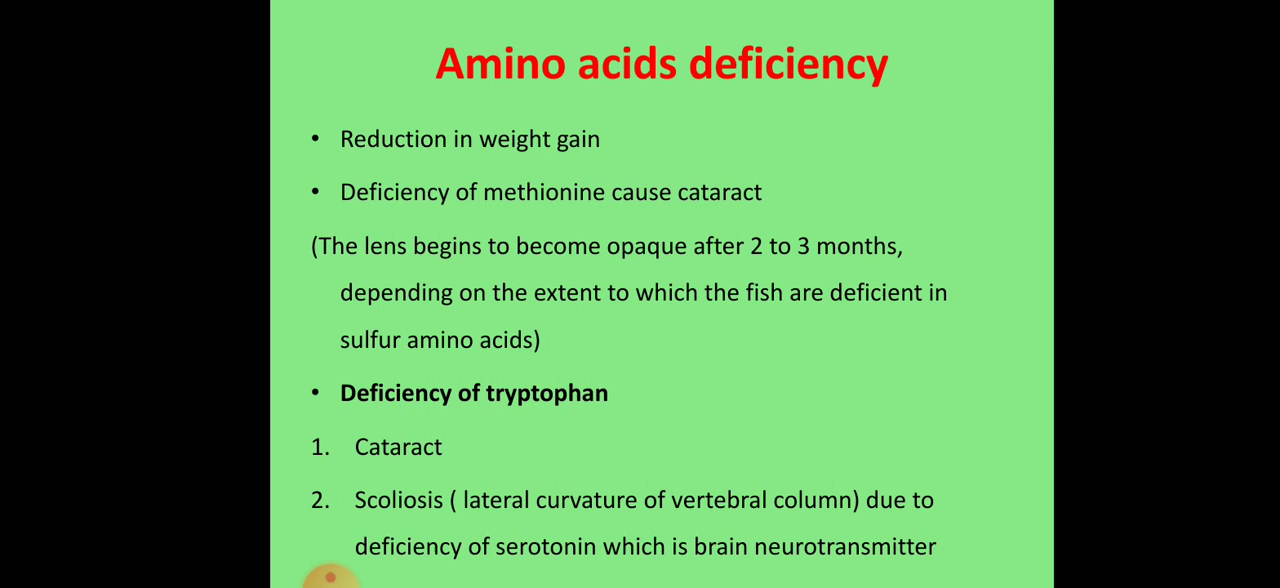 Amino acids deficiency
• Reduction in weight gain
• Deficiency of methionine cause cataract
(The lens begins to become opaque after 2 to 3 months,
depending on the extent to which the fish are deficient in
sulfur amino acids)
• Deficiency of tryptophan
1. Cataract
2. Scoliosis ( lateral curvature of vertebral column) due to
deficiency of serotonin which is brain neurotransmitter